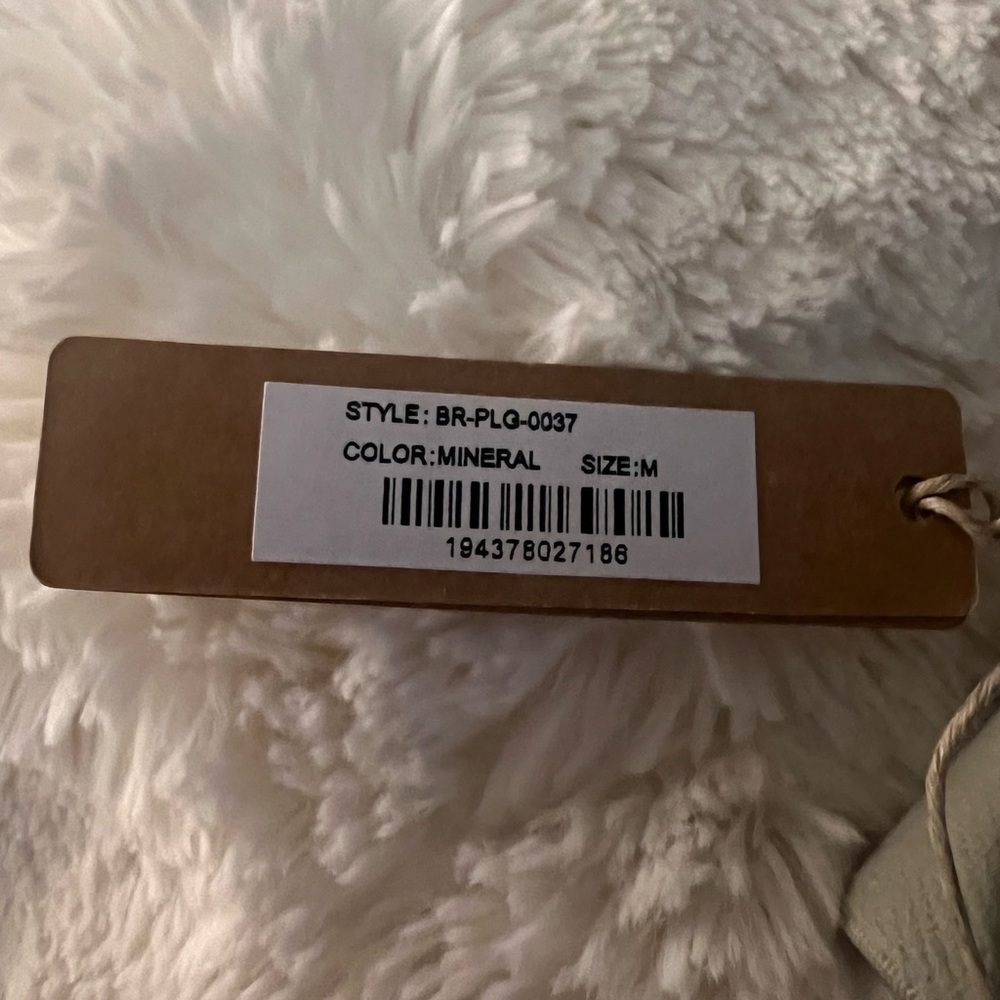 STYLE: BR-PLG-0037
COLOR:MINERAL SIZE:M
194378027186